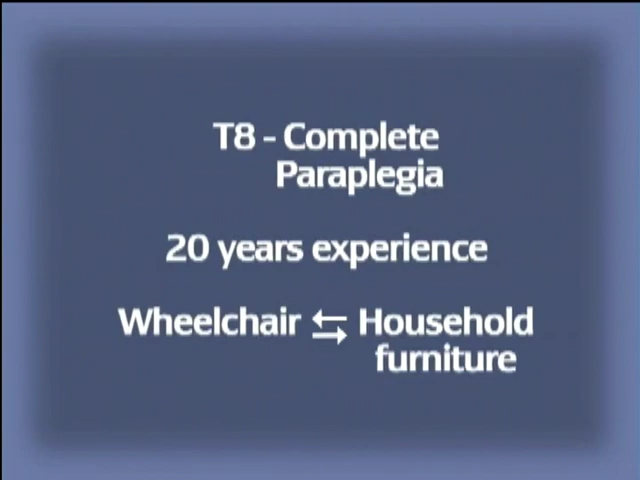 T8 - Complete
Paraplegia
20 years experience
Wheelchair ⇆ Household
furniture